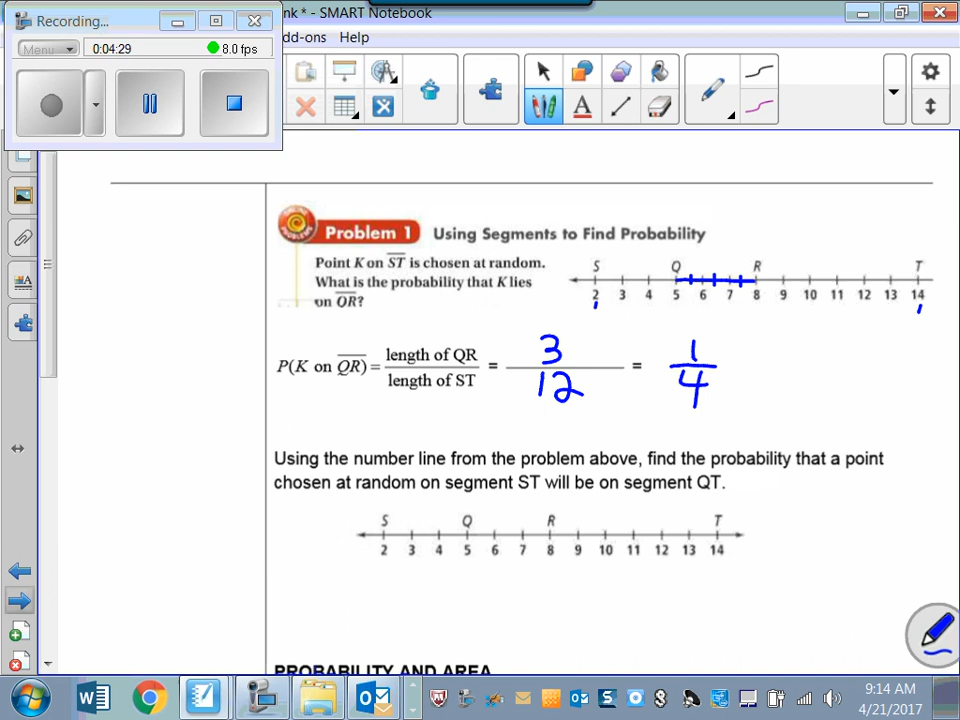 Recording...
nk * - SMART Notebook
Menu
0:04:29
8.0 fps
dd-ons Help
Problem 1 Using Segments to Find Probability
Point K on ST is chosen at random.
What is the probability that K lies
on QR?
S Q R T
2 3 4 5 6 7 8 9 10 11 12 13 14
P(K on QR) = length of QR / length of ST = 3 / 12 = 1 / 4
Using the number line from the problem above, find the probability that a point
chosen at random on segment ST will be on segment QT.
S Q R T
2 3 4 5 6 7 8 9 10 11 12 13 14
PROBABILITY AND AREA
9:14 AM
4/21/2017